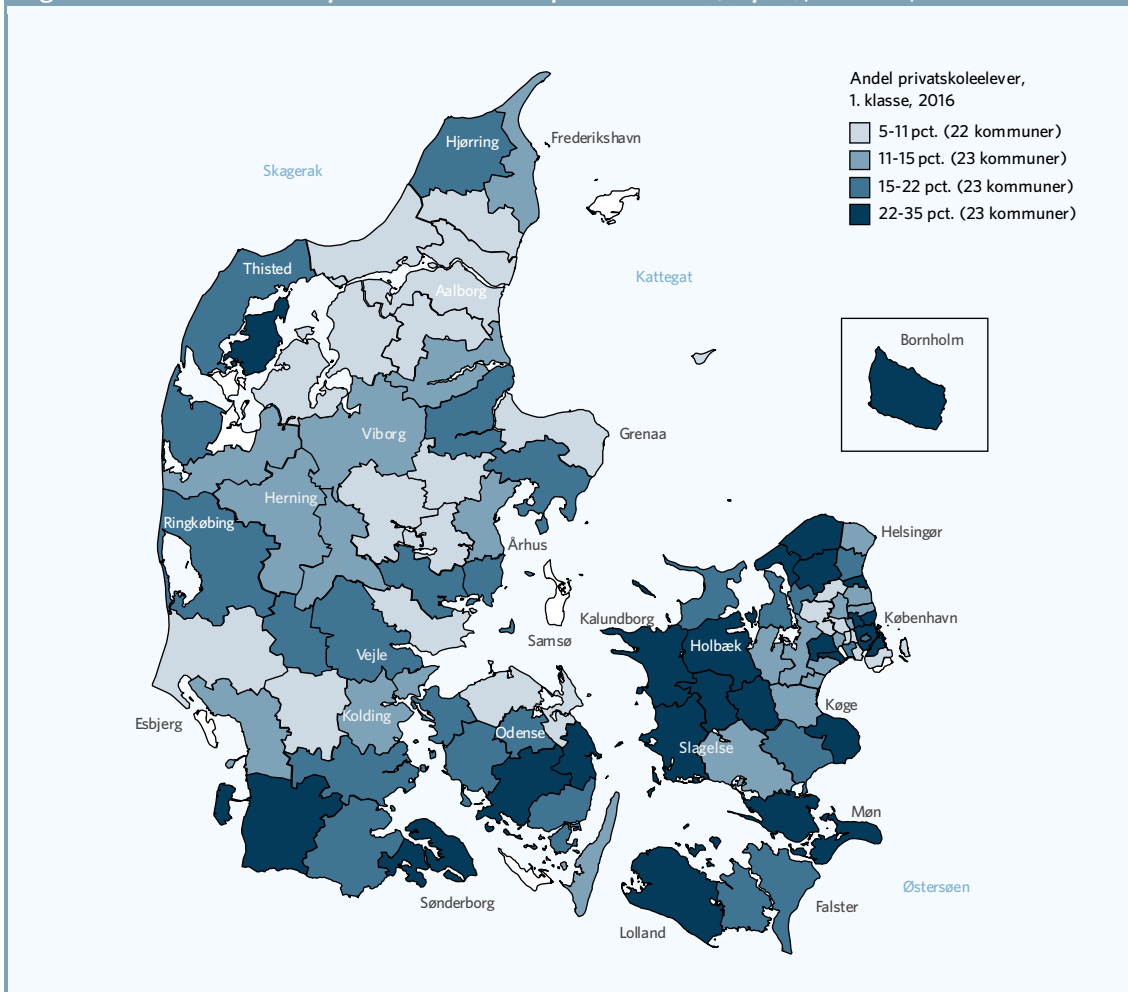 Andel privatskoleelever,
1. klasse, 2016
5-11 pct. (22 kommuner)
11-15 pct. (23 kommuner)
15-22 pct. (23 kommuner)
22-35 pct. (23 kommuner)
Hjørring
Frederikshavn
Skagerak
Thisted
Kattegat
Aalborg
Bornholm
Viborg
Grenaa
Herning
Ringkøbing
Århus
Helsingør
Kalundborg
København
Samsø
Holbæk
Vejle
Køge
Esbjerg
Kolding
Odense
Slagelse
Møn
Østersøen
Sønderborg
Falster
Lolland